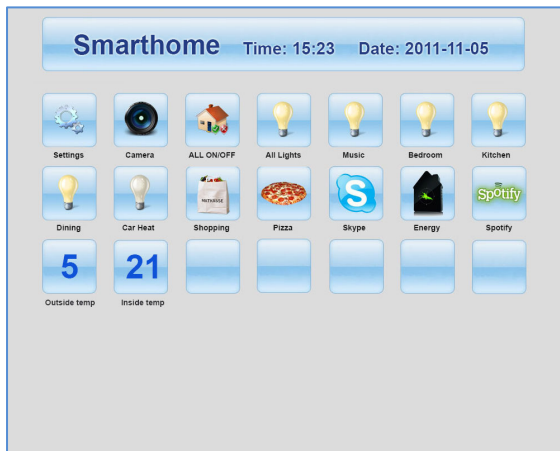 Smarthome Time: 15:23 Date: 2011-11-05
Settings Camera ALL ON/OFF All Lights Music Bedroom Kitchen
Spotify
Dining Car Heat Shopping Pizza Skype Energy Spotify
5 21
Outside temp Inside temp